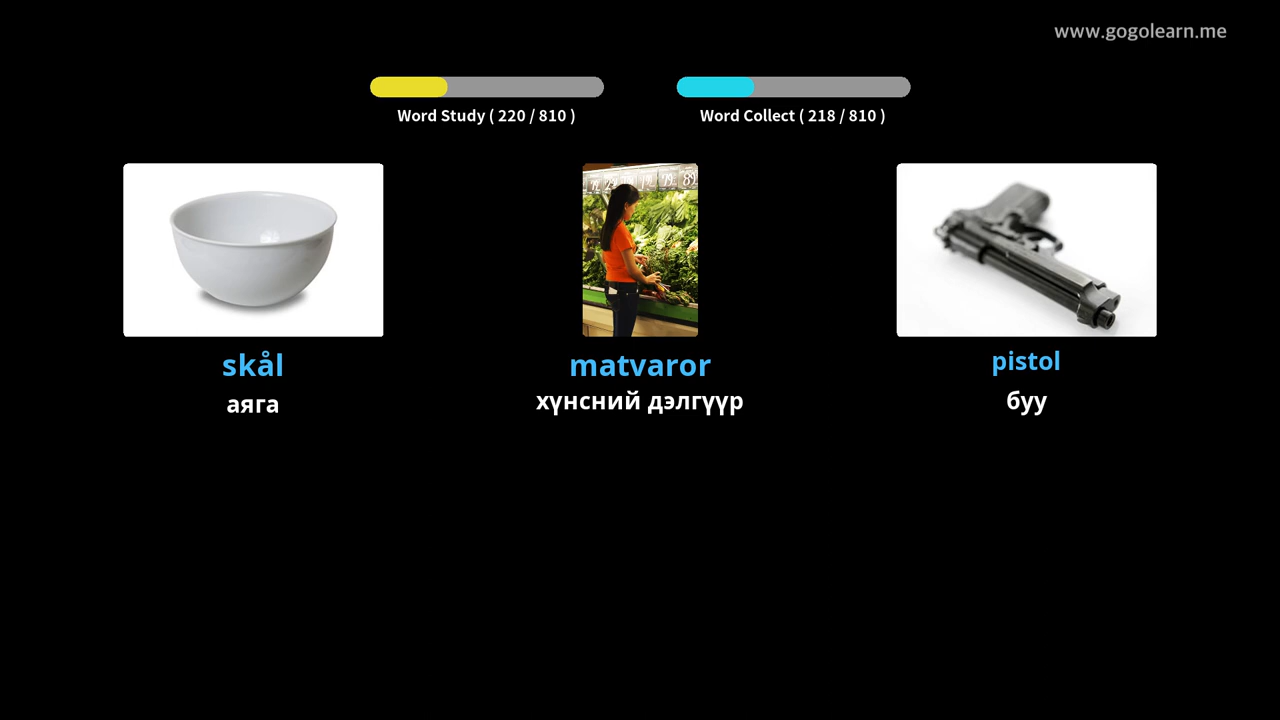 www.gogolearn.me
Word Study ( 220 / 810 )
Word Collect ( 218 / 810 )
skål
matvaror
pistol
аяга
хүнсний дэлгүүр
буу